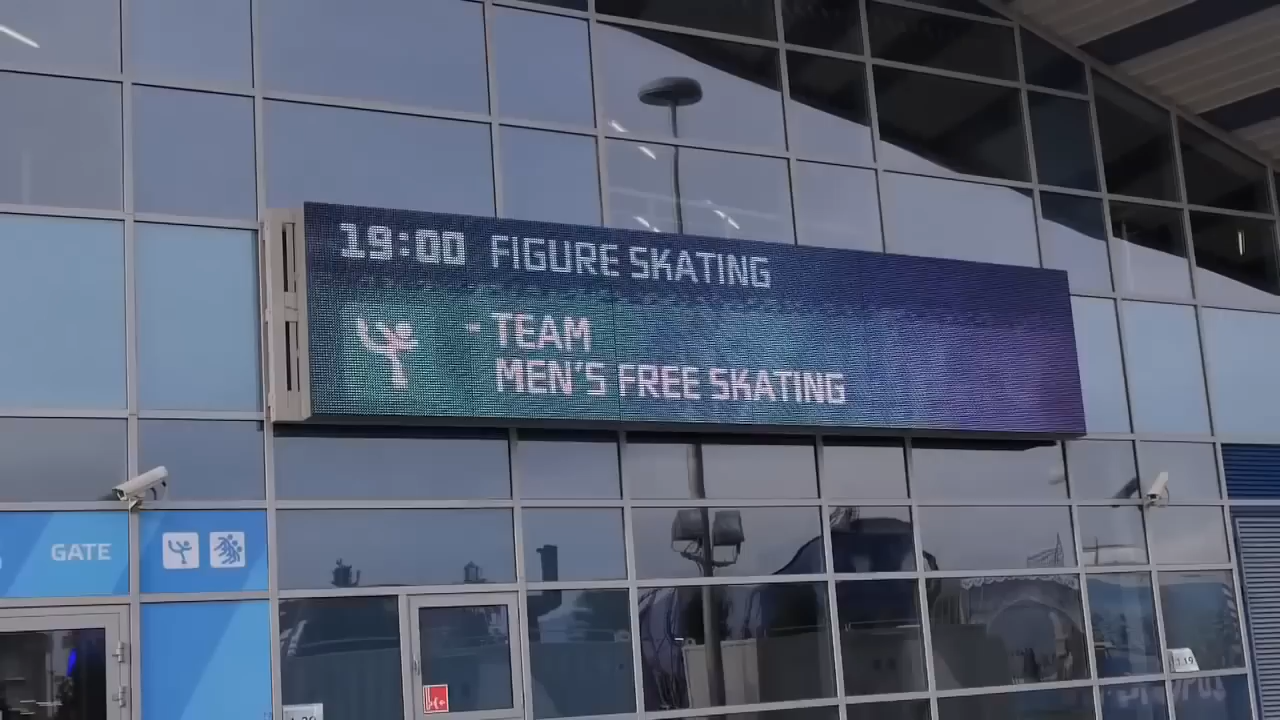 19:00 FIGURE SKATING
- TEAM
MEN'S FREE SKATING
GATE